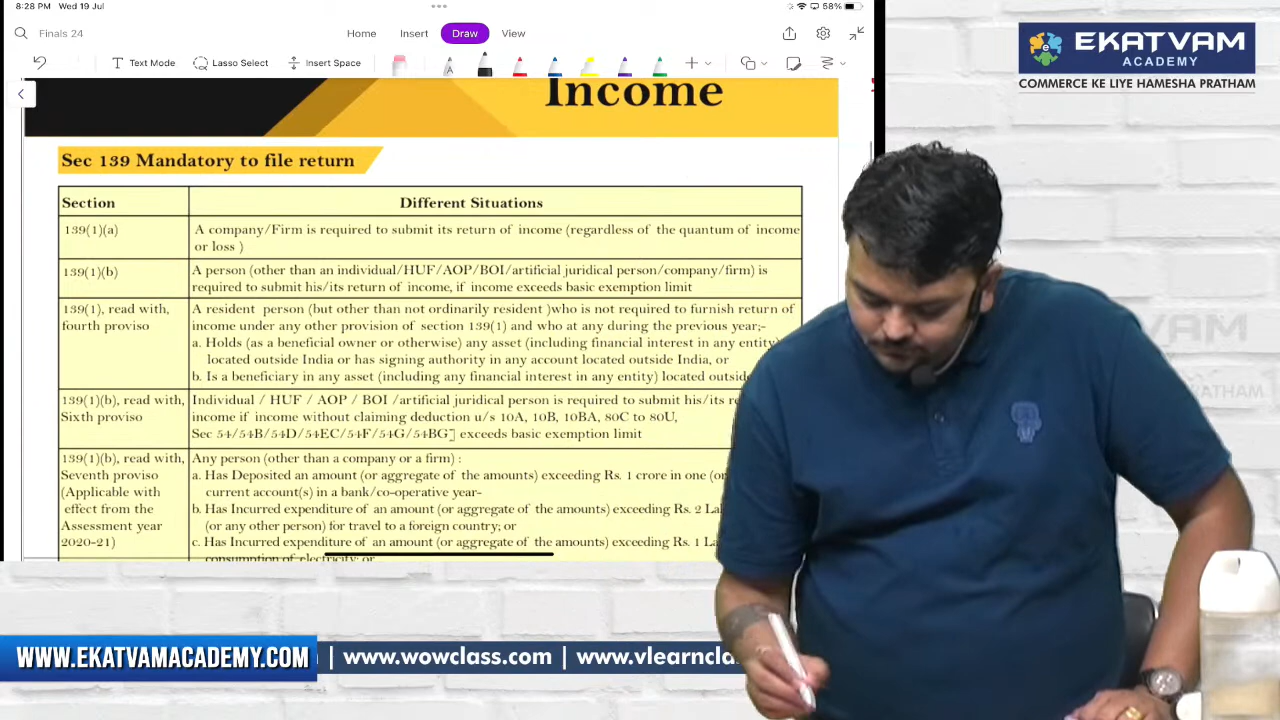 8:28 PM Wed 19 Jul
58%
Finals 24
Home Insert Draw View
Text Mode
Lasso Select
Insert Space
Income
Sec 139 Mandatory to file return
Section
Different Situations
139(1)(a)
A company/Firm is required to submit its return of income (regardless of the quantum of income
or loss )
139(1)(b)
A person (other than an individual/HUF/AOP/BOI/artificial juridical person/company/firm) is
required to submit his/its return of income, if income exceeds basic exemption limit
139(1), read with,
fourth proviso
A resident person (but other than not ordinarily resident )who is not required to furnish return of
income under any other provision of section 139(1) and who at any during the previous year;-
a. Holds (as a beneficial owner or otherwise) any asset (including financial interest in any entity)
located outside India or has signing authority in any account located outside India, or
b. Is a beneficiary in any asset (including any financial interest in any entity) located outside
139(1)(b), read with,
Sixth proviso
Individual / HUF / AOP / BOI /artificial juridical person is required to submit his/its
income if income without claiming deduction u/s 10A, 10B, 10BA, 80C to 80U,
Sec 54/54B/54D/54EC/54F/54G/54BG] exceeds basic exemption limit
139(1)(b), read with,
Seventh proviso
(Applicable with
effect from the
Assessment year
2020-21)
Any person (other than a company or a firm) :
a. Has Deposited an amount (or aggregate of the amounts) exceeding Rs. 1 crore in one
current account(s) in a bank/co-operative year-
b. Has Incurred expenditure of an amount (or aggregate of the amounts) exceeding Rs. 2
(or any other person) for travel to a foreign country; or
c. Has Incurred expenditure of an amount (or aggregate of the amounts) exceeding Rs. 1
consumption of electricity; or
EKATVAM
ACADEMY
COMMERCE KE LIYE HAMESHA PRATHAM
WWW.EKATVAMACADEMY.COM
| www.wowclass.com |